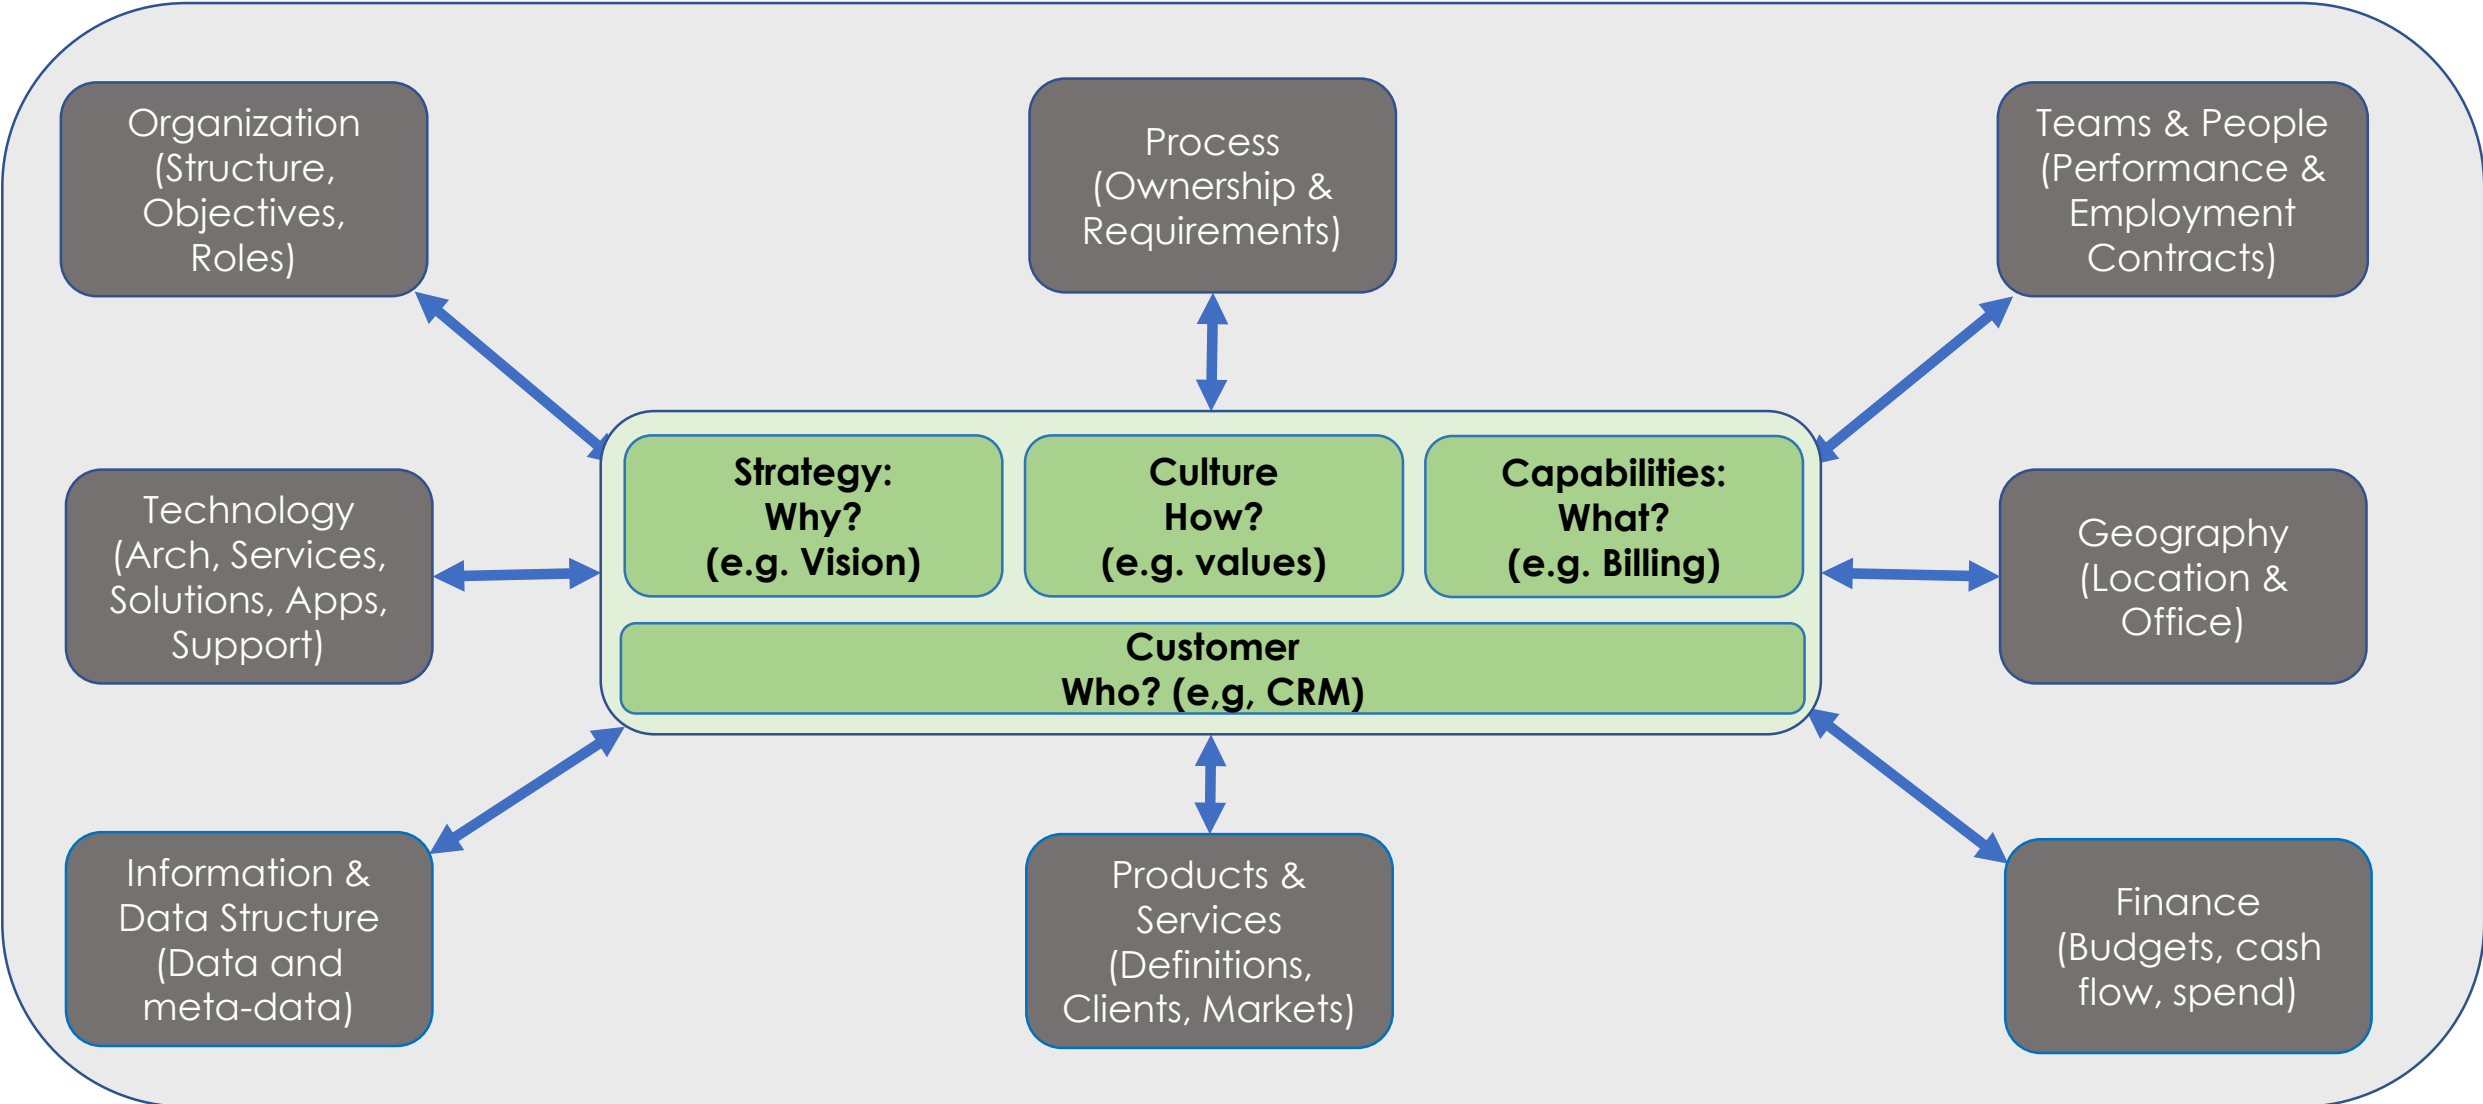 Organization
(Structure,
Objectives,
Roles)
Process
(Ownership &
Requirements)
Teams & People
(Performance &
Employment
Contracts)
Technology
(Arch, Services,
Solutions, Apps,
Support)
Strategy:
Why?
(e.g. Vision)
Culture
How?
(e.g. values)
Capabilities:
What?
(e.g. Billing)
Customer
Who? (e,g, CRM)
Geography
(Location &
Office)
Information &
Data Structure
(Data and
meta-data)
Products &
Services
(Definitions,
Clients, Markets)
Finance
(Budgets, cash
flow, spend)